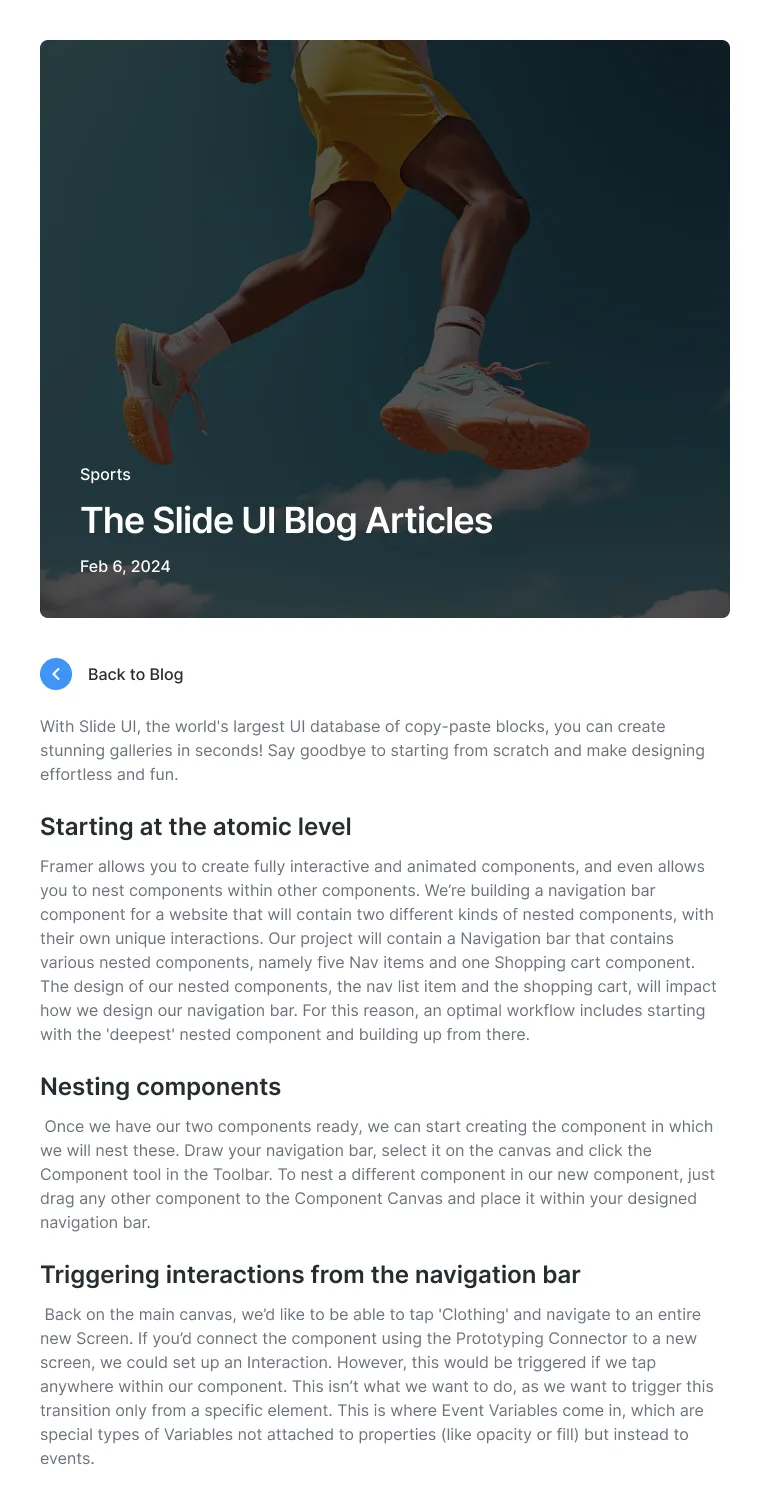 Sports
The Slide UI Blog Articles
Feb 6, 2024
Back to Blog
With Slide UI, the world's largest UI database of copy-paste blocks, you can create
stunning galleries in seconds! Say goodbye to starting from scratch and make designing
effortless and fun.
Starting at the atomic level
Framer allows you to create fully interactive and animated components, and even allows
you to nest components within other components. We’re building a navigation bar
component for a website that will contain two different kinds of nested components, with
their own unique interactions. Our project will contain a Navigation bar that contains
various nested components, namely five Nav items and one Shopping cart component.
The design of our nested components, the nav list item and the shopping cart, will impact
how we design our navigation bar. For this reason, an optimal workflow includes starting
with the 'deepest' nested component and building up from there.
Nesting components
Once we have our two components ready, we can start creating the component in which
we will nest these. Draw your navigation bar, select it on the canvas and click the
Component tool in the Toolbar. To nest a different component in our new component, just
drag any other component to the Component Canvas and place it within your designed
navigation bar.
Triggering interactions from the navigation bar
Back on the main canvas, we’d like to be able to tap 'Clothing' and navigate to an entire
new Screen. If you’d connect the component using the Prototyping Connector to a new
screen, we could set up an Interaction. However, this would be triggered if we tap
anywhere within our component. This isn’t what we want to do, as we want to trigger this
transition only from a specific element. This is where Event Variables come in, which are
special types of Variables not attached to properties (like opacity or fill) but instead to
events.